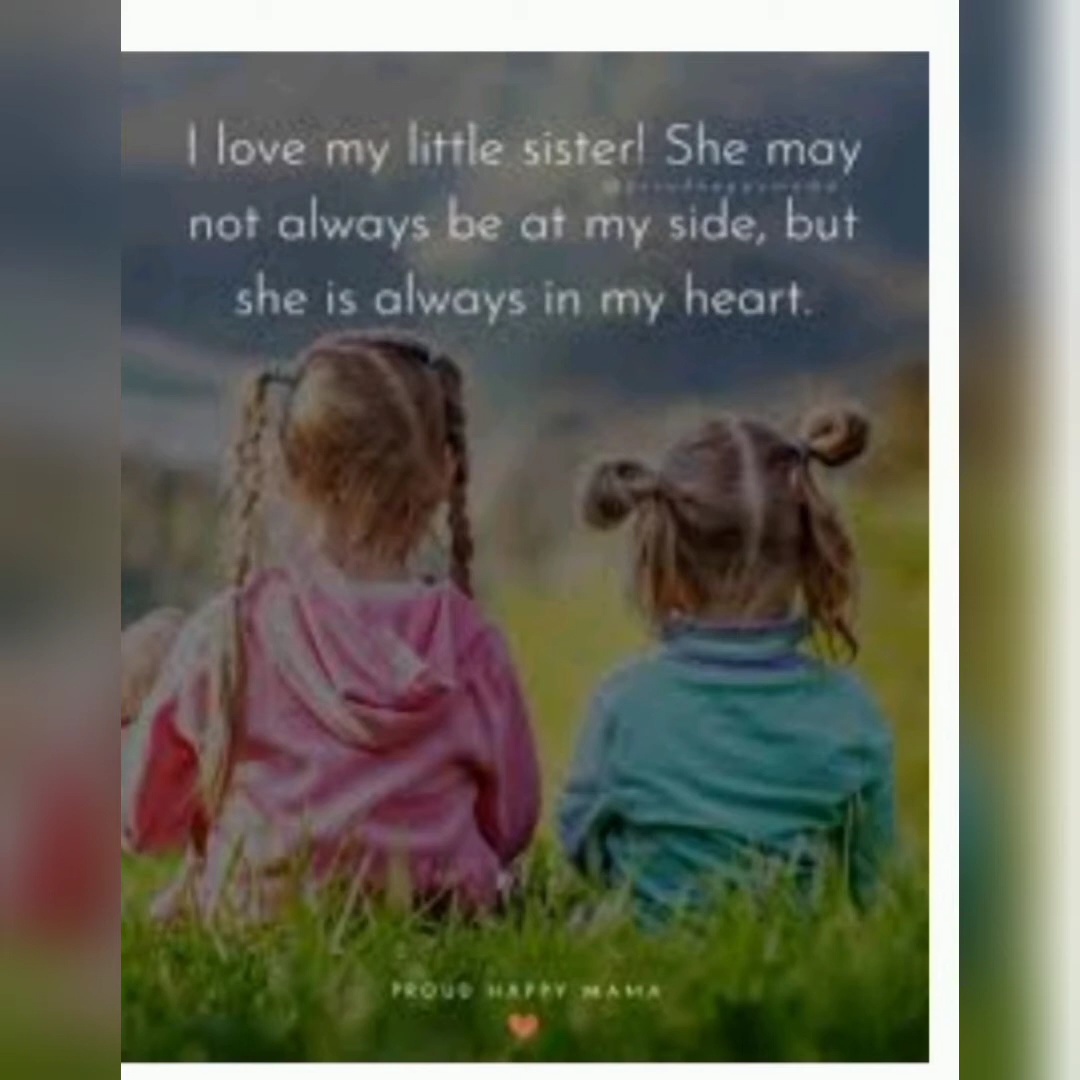 I love my little sister! She may
@proudhappymama
not always be at my side, but
she is always in my heart.
PROUD HAPPY MAMA